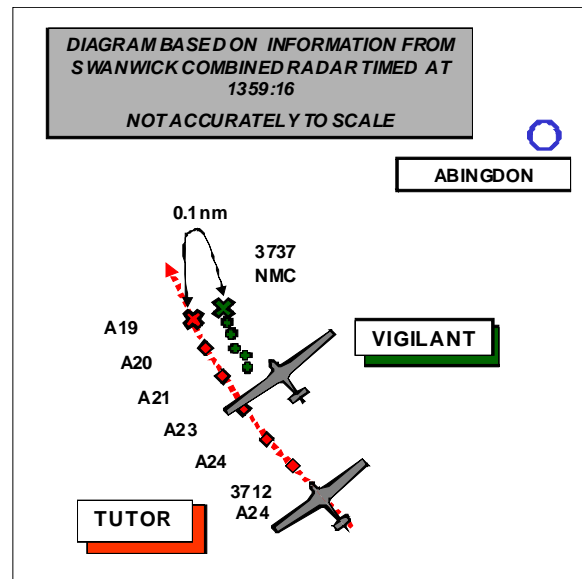 DIAGRAM BASED ON INFORMATION FROM
SWANWICK COMBINED RADAR TIMED AT
1359:16
NOT ACCURATELY TO SCALE
ABINGDON
0.1nm
3737
NMC
A19
VIGILANT
A20
A21
A23
A24
3712
A24
TUTOR